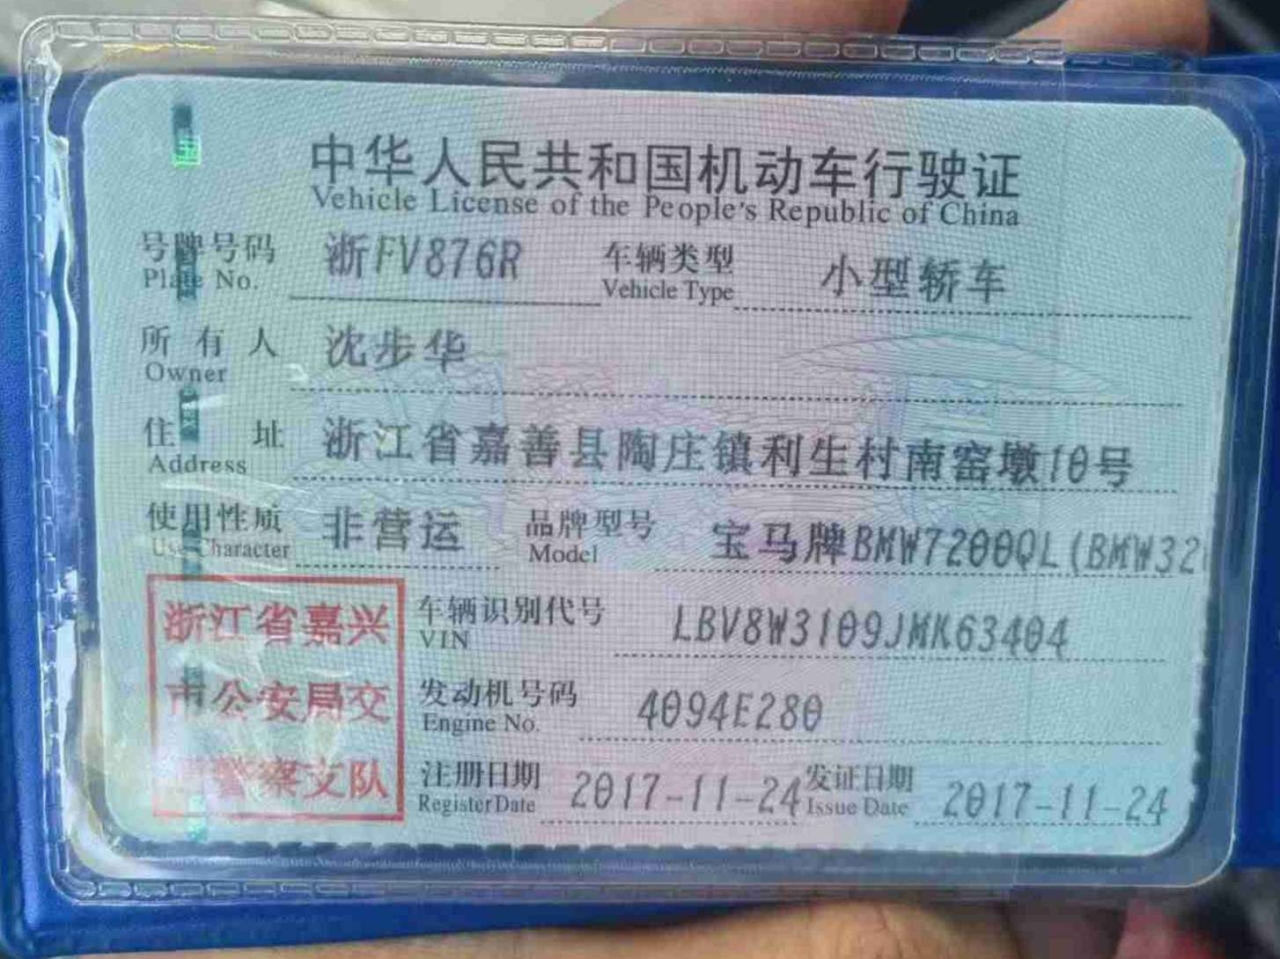 中华人民共和国机动车行驶证
Vehicle License of the People's Republic of China
号牌号码 浙FV876R 车辆类型 小型轿车
Plate No. Vehicle Type
所有人 沈步华
Owner
住址 浙江省嘉善县陶庄镇利生村南窑墩10号
Address
使用性质 非营运 品牌型号 宝马牌BMW7200QL(BMW32
Use Character Model
浙江省嘉兴
市公安局交
警察支队
车辆识别代号 LBV8W3109JMK63404
VIN
发动机号码 4094E280
Engine No.
注册日期 2017-11-24 发证日期 2017-11-24
Register Date Issue Date